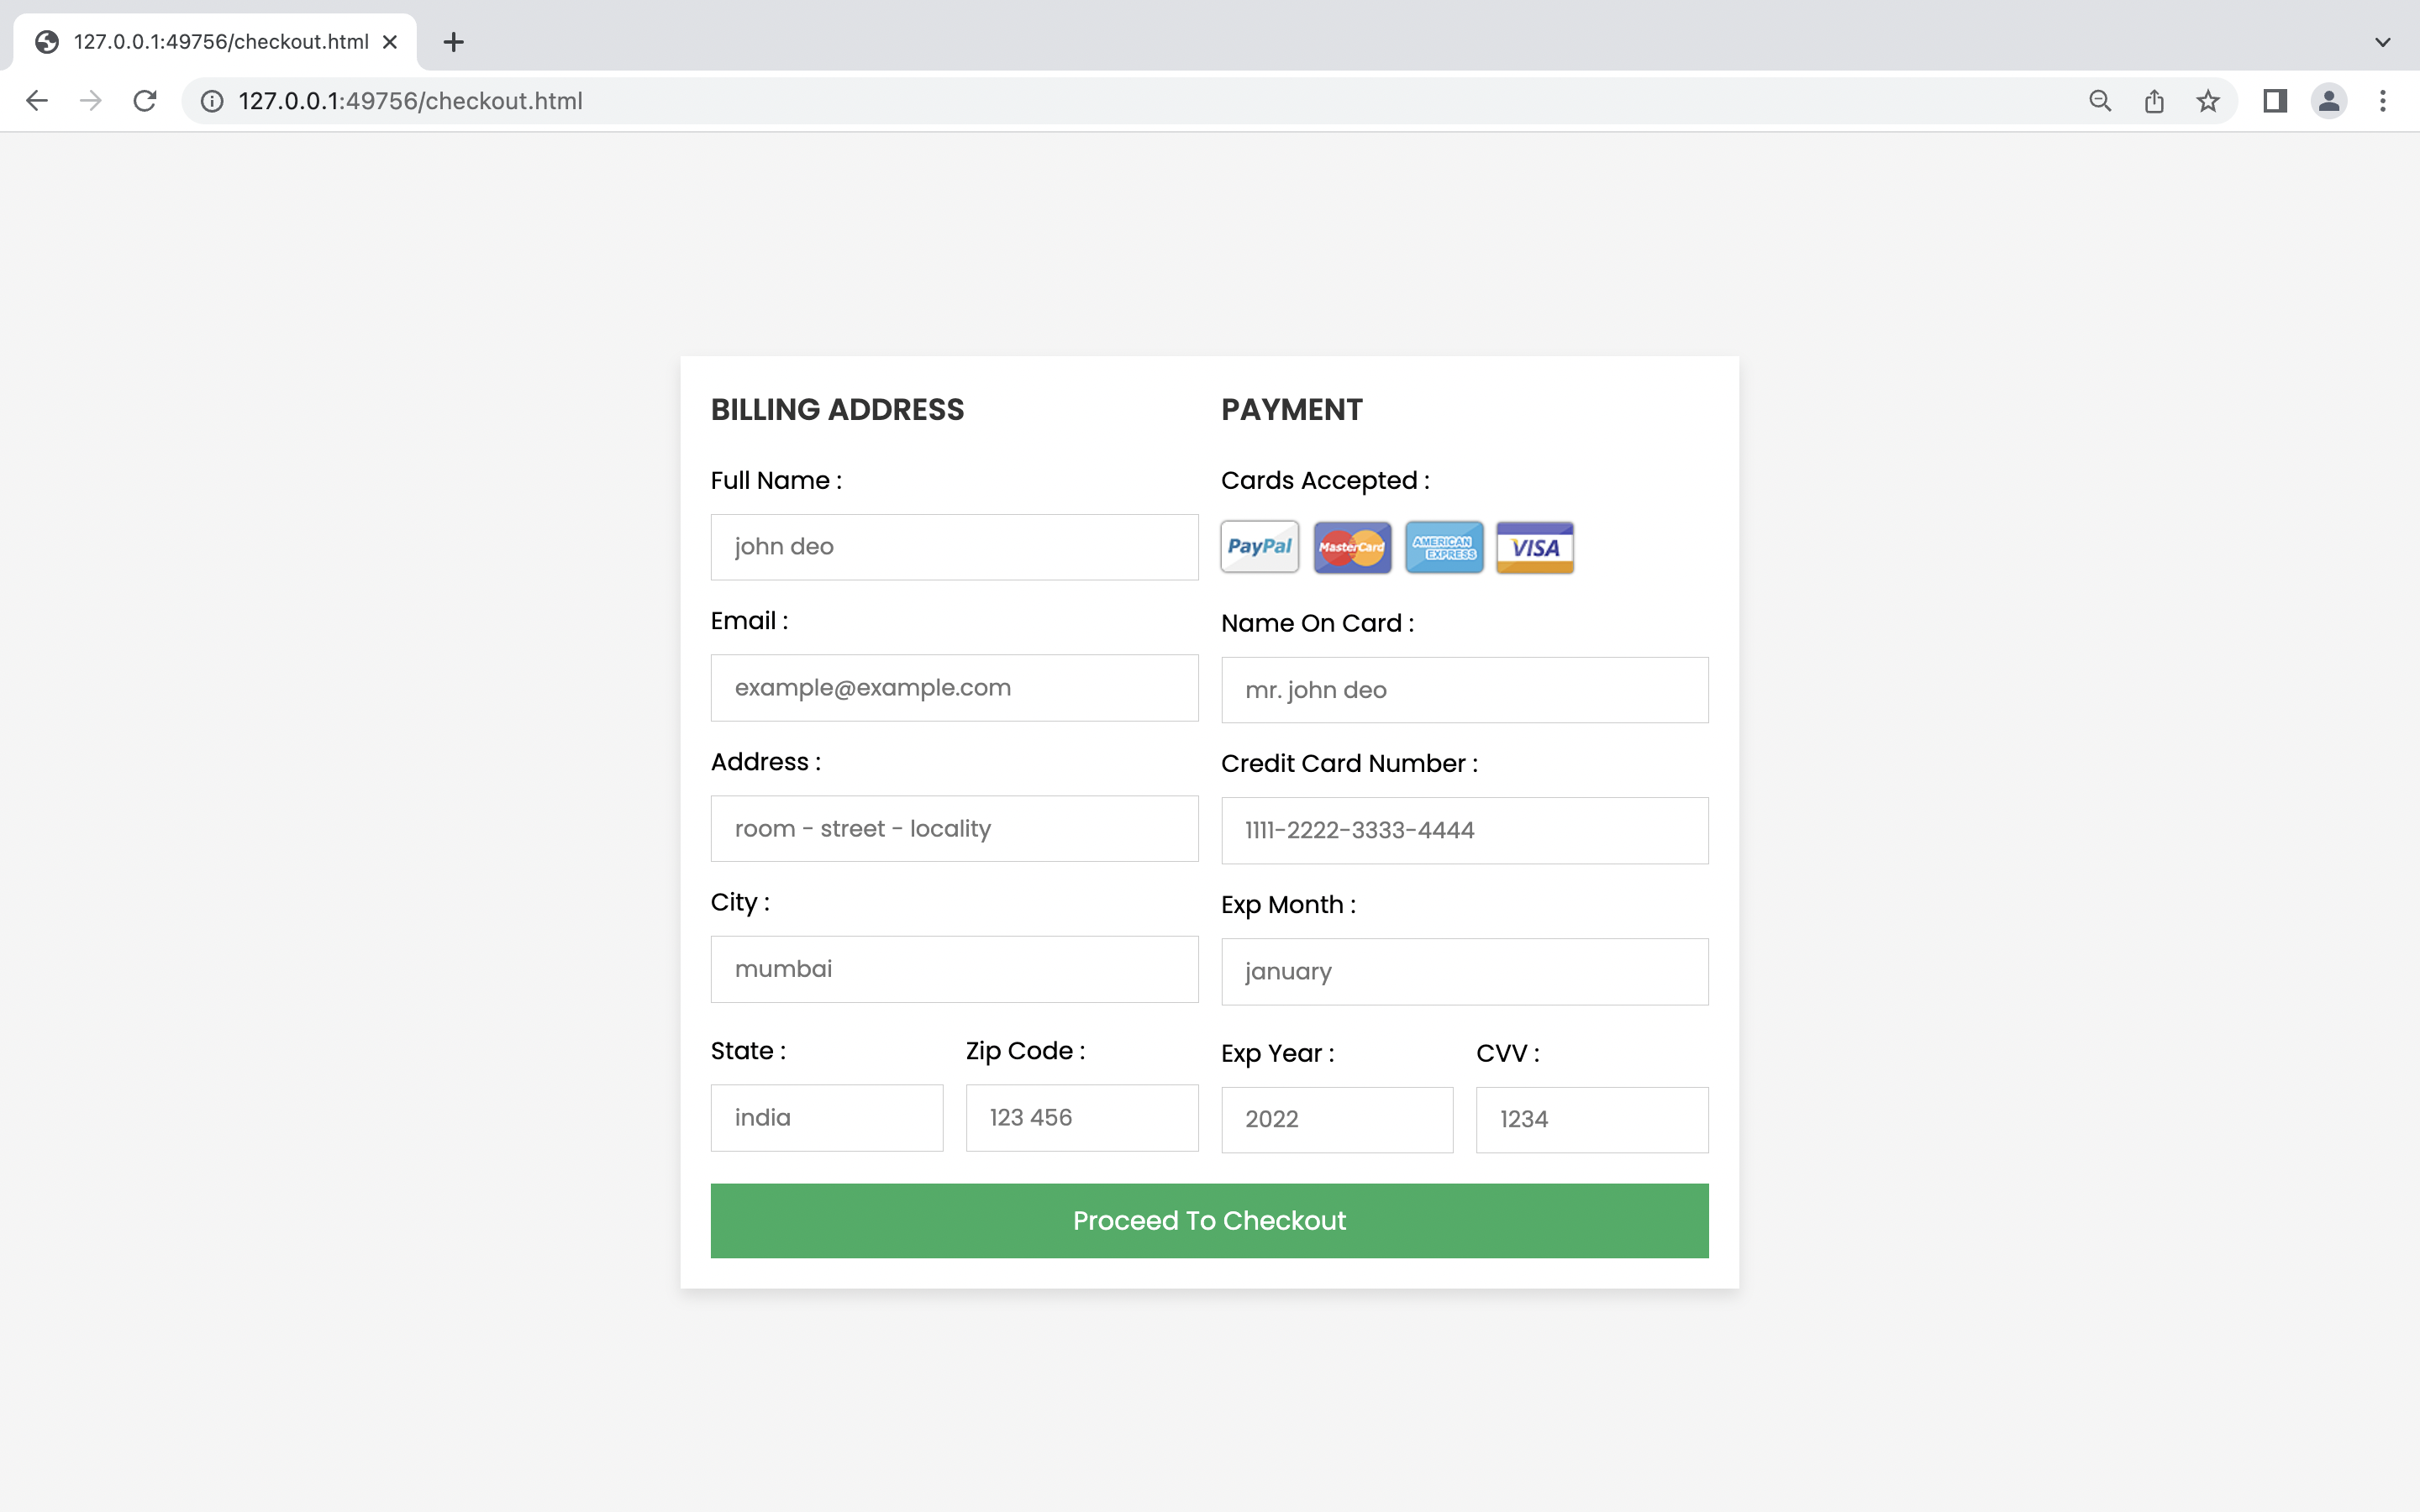 127.0.0.1:49756/checkout.html
127.0.0.1:49756/checkout.html
BILLING ADDRESS
Full Name :
john deo
Email :
example@example.com
Address :
room - street - locality
City :
mumbai
State :
Zip Code :
india
123 456
PAYMENT
Cards Accepted :
PayPal
MasterCard
AMERICAN
EXPRESS
VISA
Name On Card :
mr. john deo
Credit Card Number :
1111-2222-3333-4444
Exp Month :
january
Exp Year :
CVV :
2022
1234
Proceed To Checkout